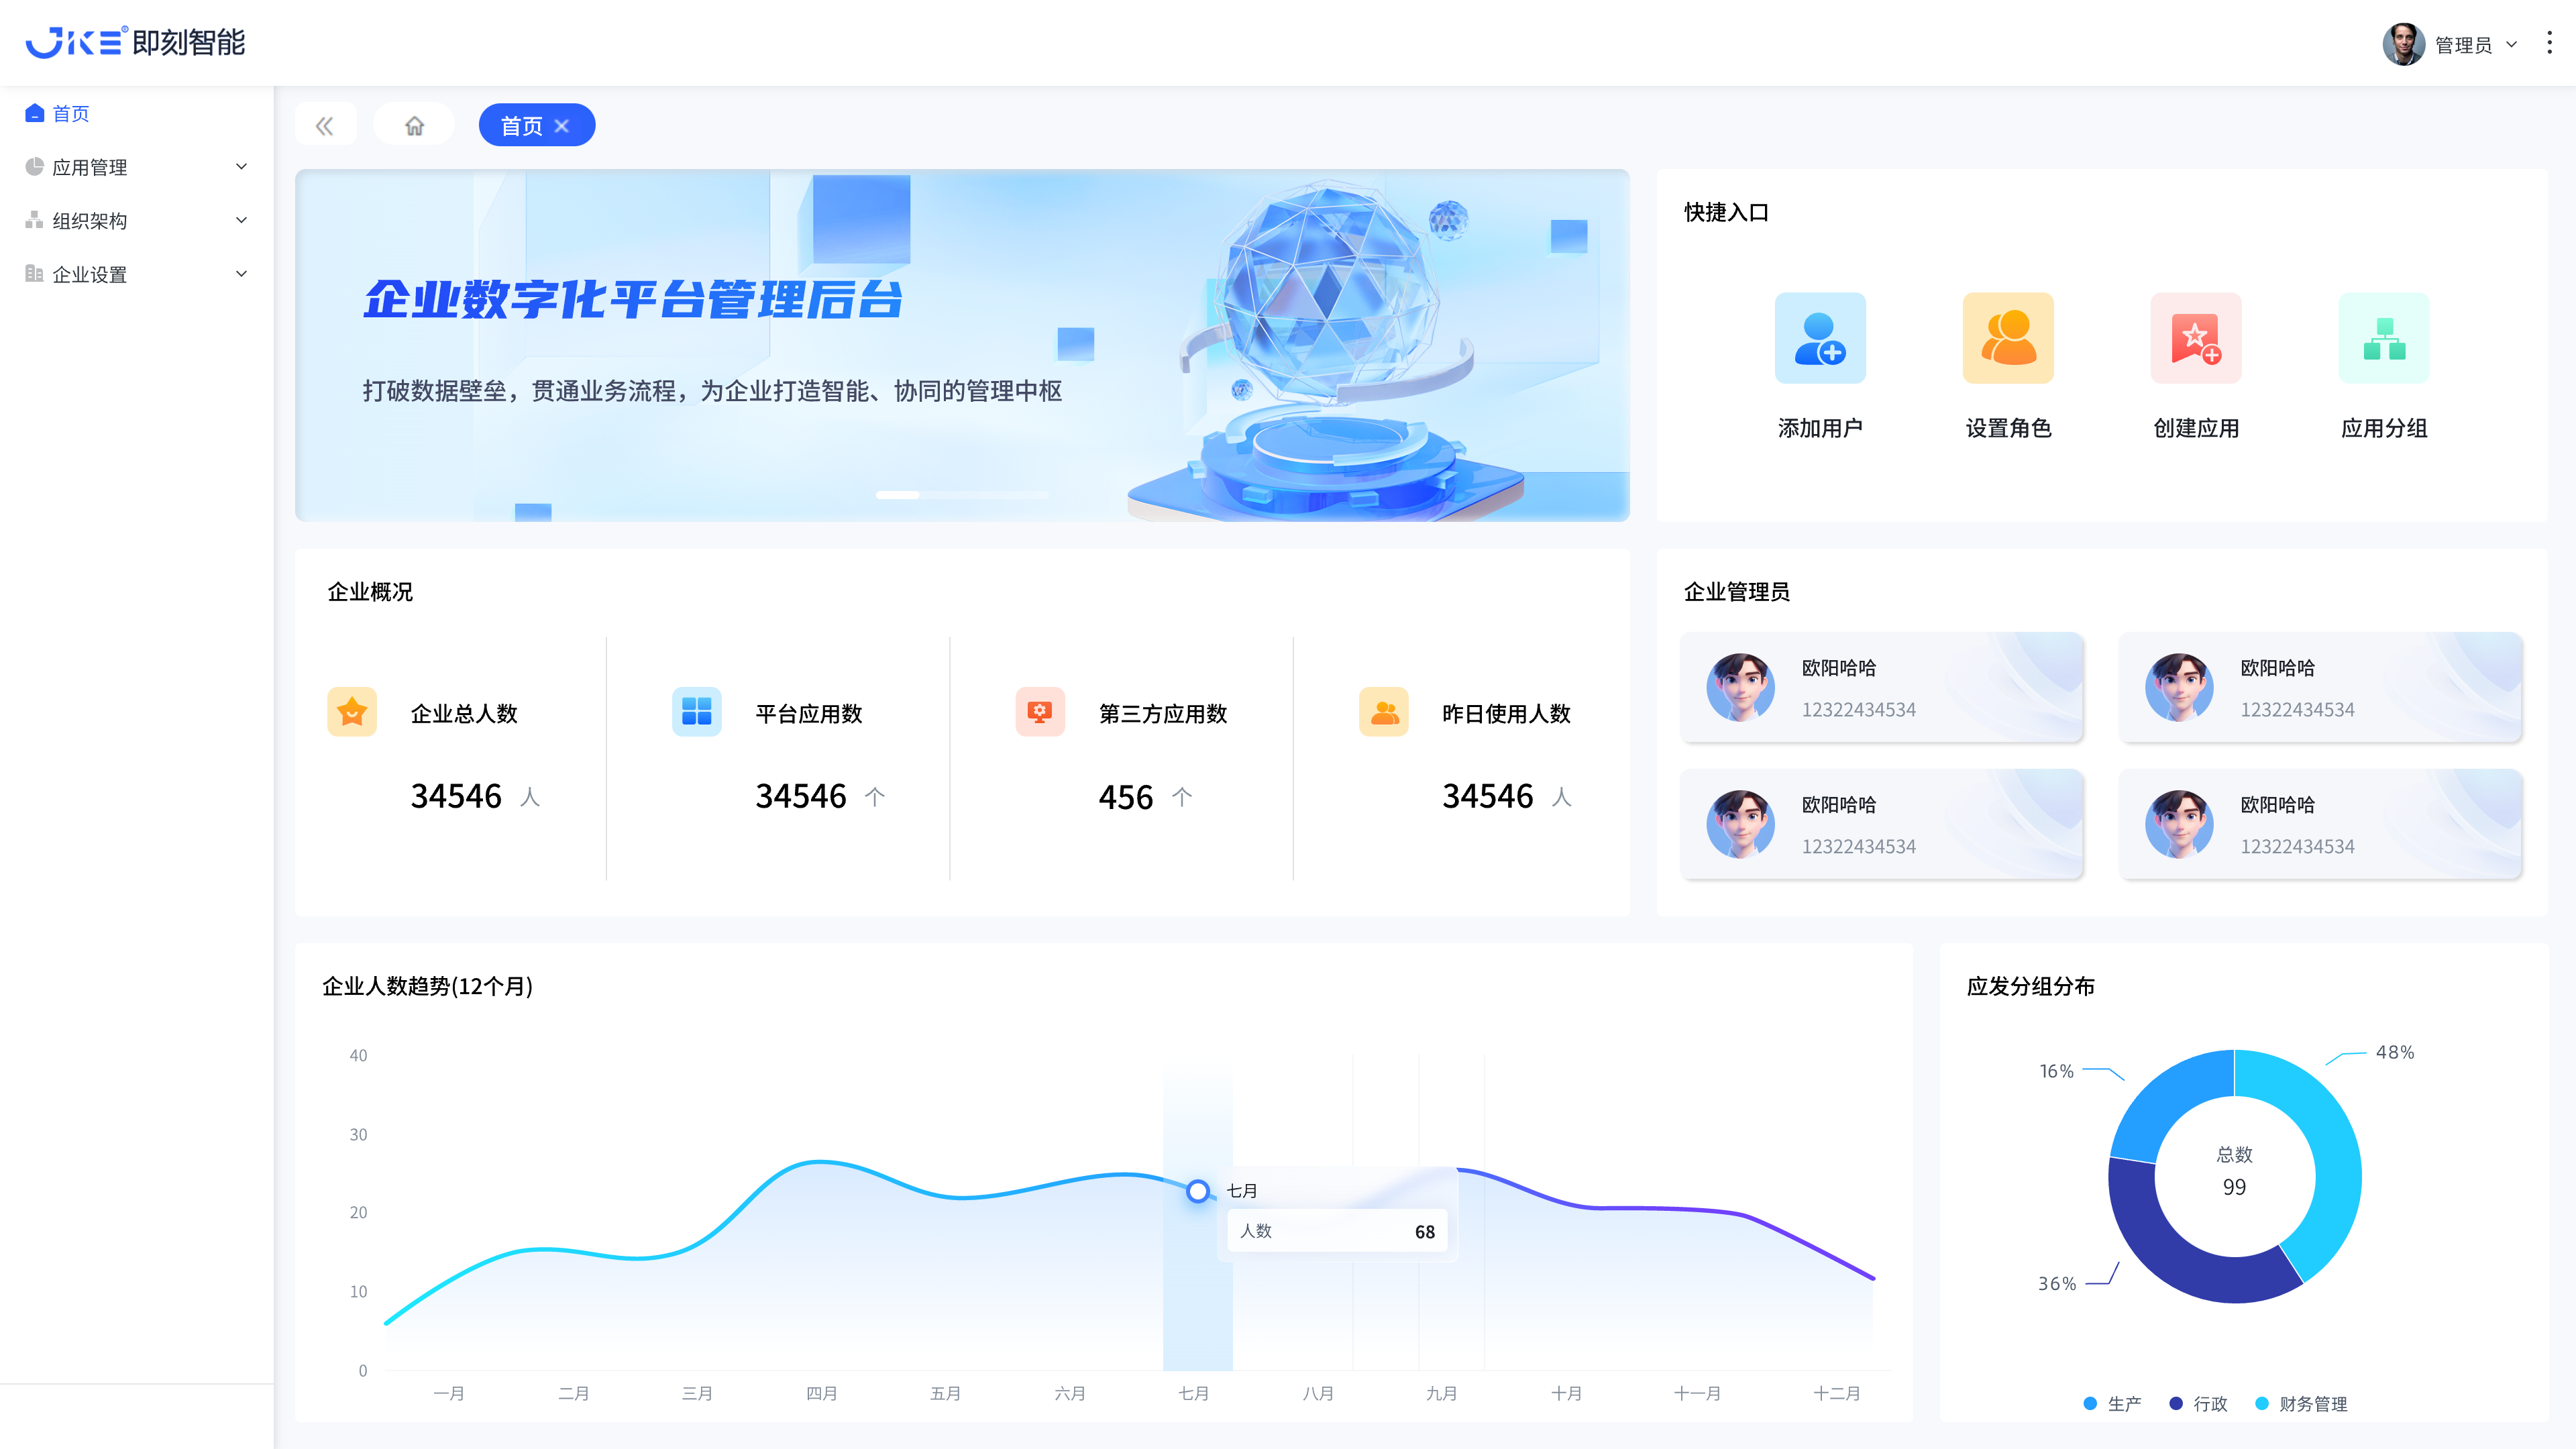 JKE 即刻智能
管理员
首页
应用管理
组织架构
企业设置
首页
企业数字化平台管理后台
打破数据壁垒，贯通业务流程，为企业打造智能、协同的管理中枢
快捷入口
添加用户
设置角色
创建应用
应用分组
企业概况
企业总人数
34546 人
平台应用数
34546 个
第三方应用数
456 个
昨日使用人数
34546 人
企业管理员
欧阳哈哈
12322434534
欧阳哈哈
12322434534
欧阳哈哈
12322434534
欧阳哈哈
12322434534
企业人数趋势(12个月)
40
30
20
10
0
七月
人数 68
一月 二月 三月 四月 五月 六月 七月 八月 九月 十月 十一月 十二月
应发分组分布
48%
16%
总数
99
36%
生产 行政 财务管理